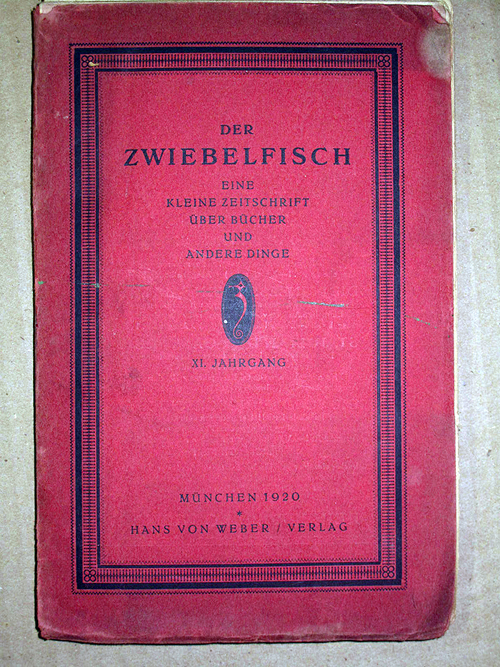 DER
ZWIEBELFISCH
EINE
KLEINE ZEITSCHRIFT
ÜBER BÜCHER
UND
ANDERE DINGE
XI. JAHRGANG
MÜNCHEN 1920
*
HANS VON WEBER / VERLAG